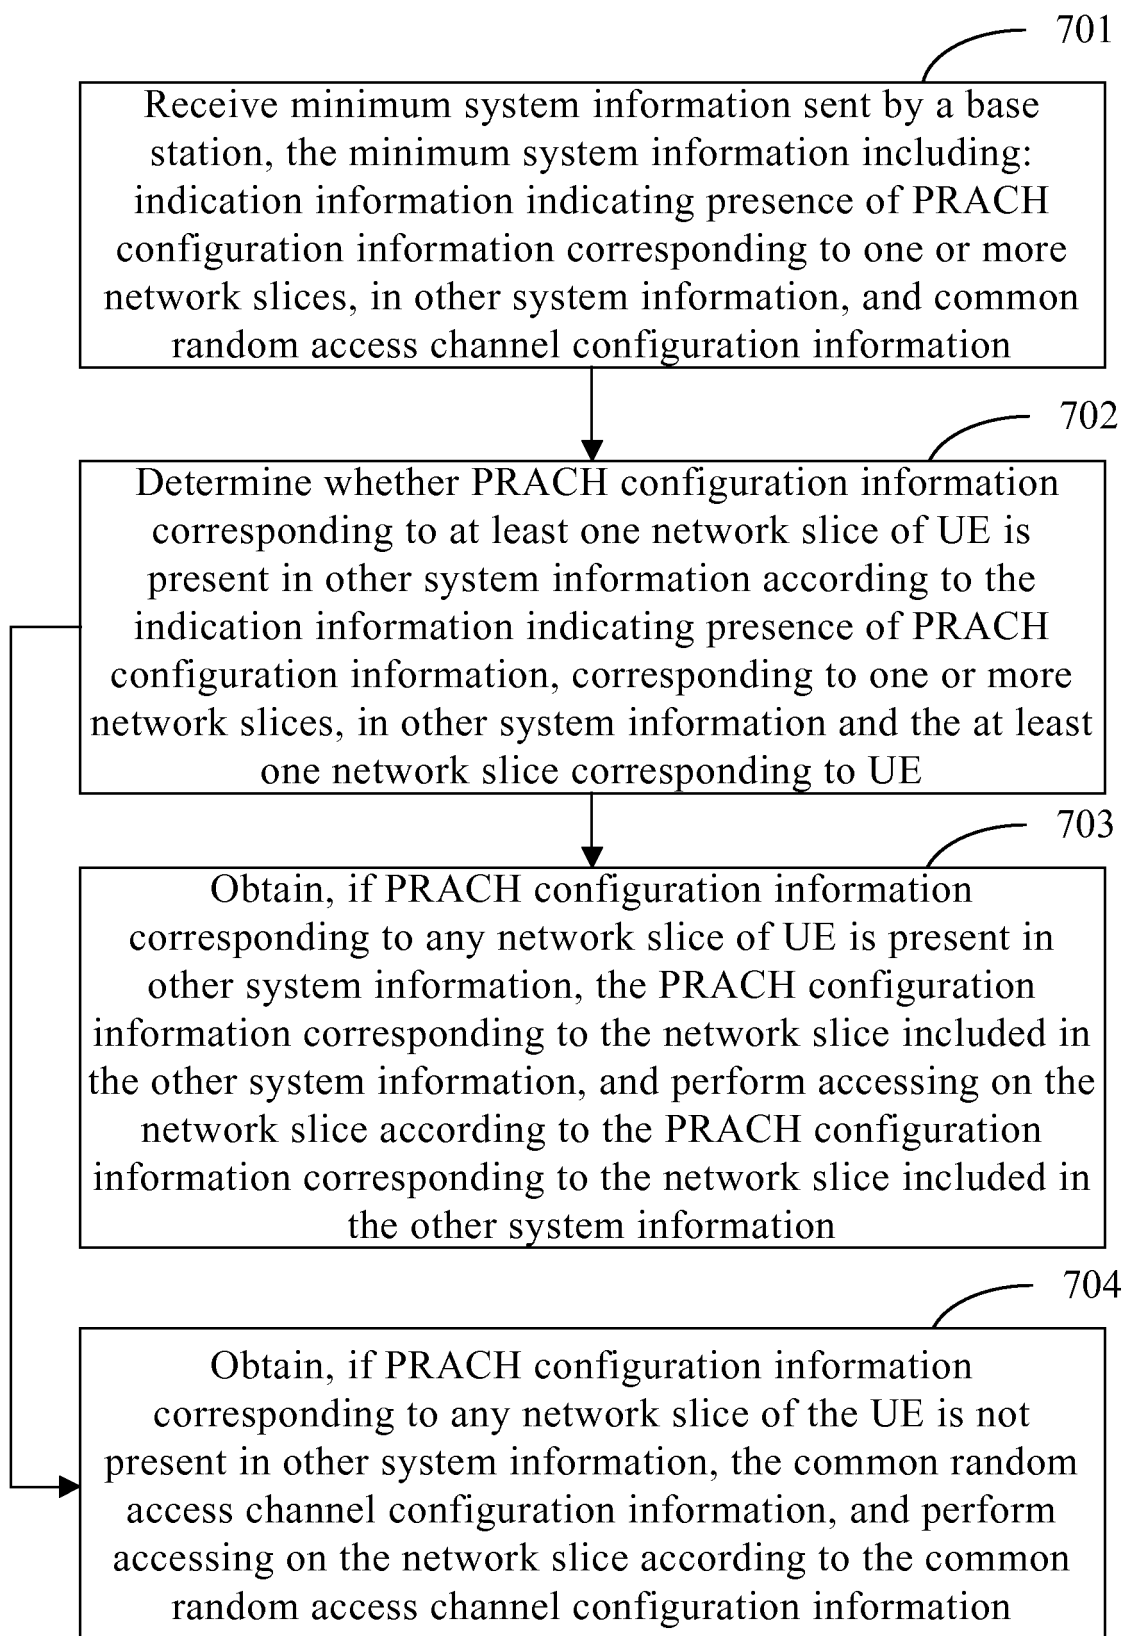 701
Receive minimum system information sent by a base
station, the minimum system information including:
indication information indicating presence of PRACH
configuration information corresponding to one or more
network slices, in other system information, and common
random access channel configuration information
702
Determine whether PRACH configuration information
corresponding to at least one network slice of UE is
present in other system information according to the
indication information indicating presence of PRACH
configuration information, corresponding to one or more
network slices, in other system information and the at least
one network slice corresponding to UE
703
Obtain, if PRACH configuration information
corresponding to any network slice of UE is present in
other system information, the PRACH configuration
information corresponding to the network slice included in
the other system information, and perform accessing on the
network slice according to the PRACH configuration
information corresponding to the network slice included in
the other system information
704
Obtain, if PRACH configuration information
corresponding to any network slice of the UE is not
present in other system information, the common random
access channel configuration information, and perform
accessing on the network slice according to the common
random access channel configuration information